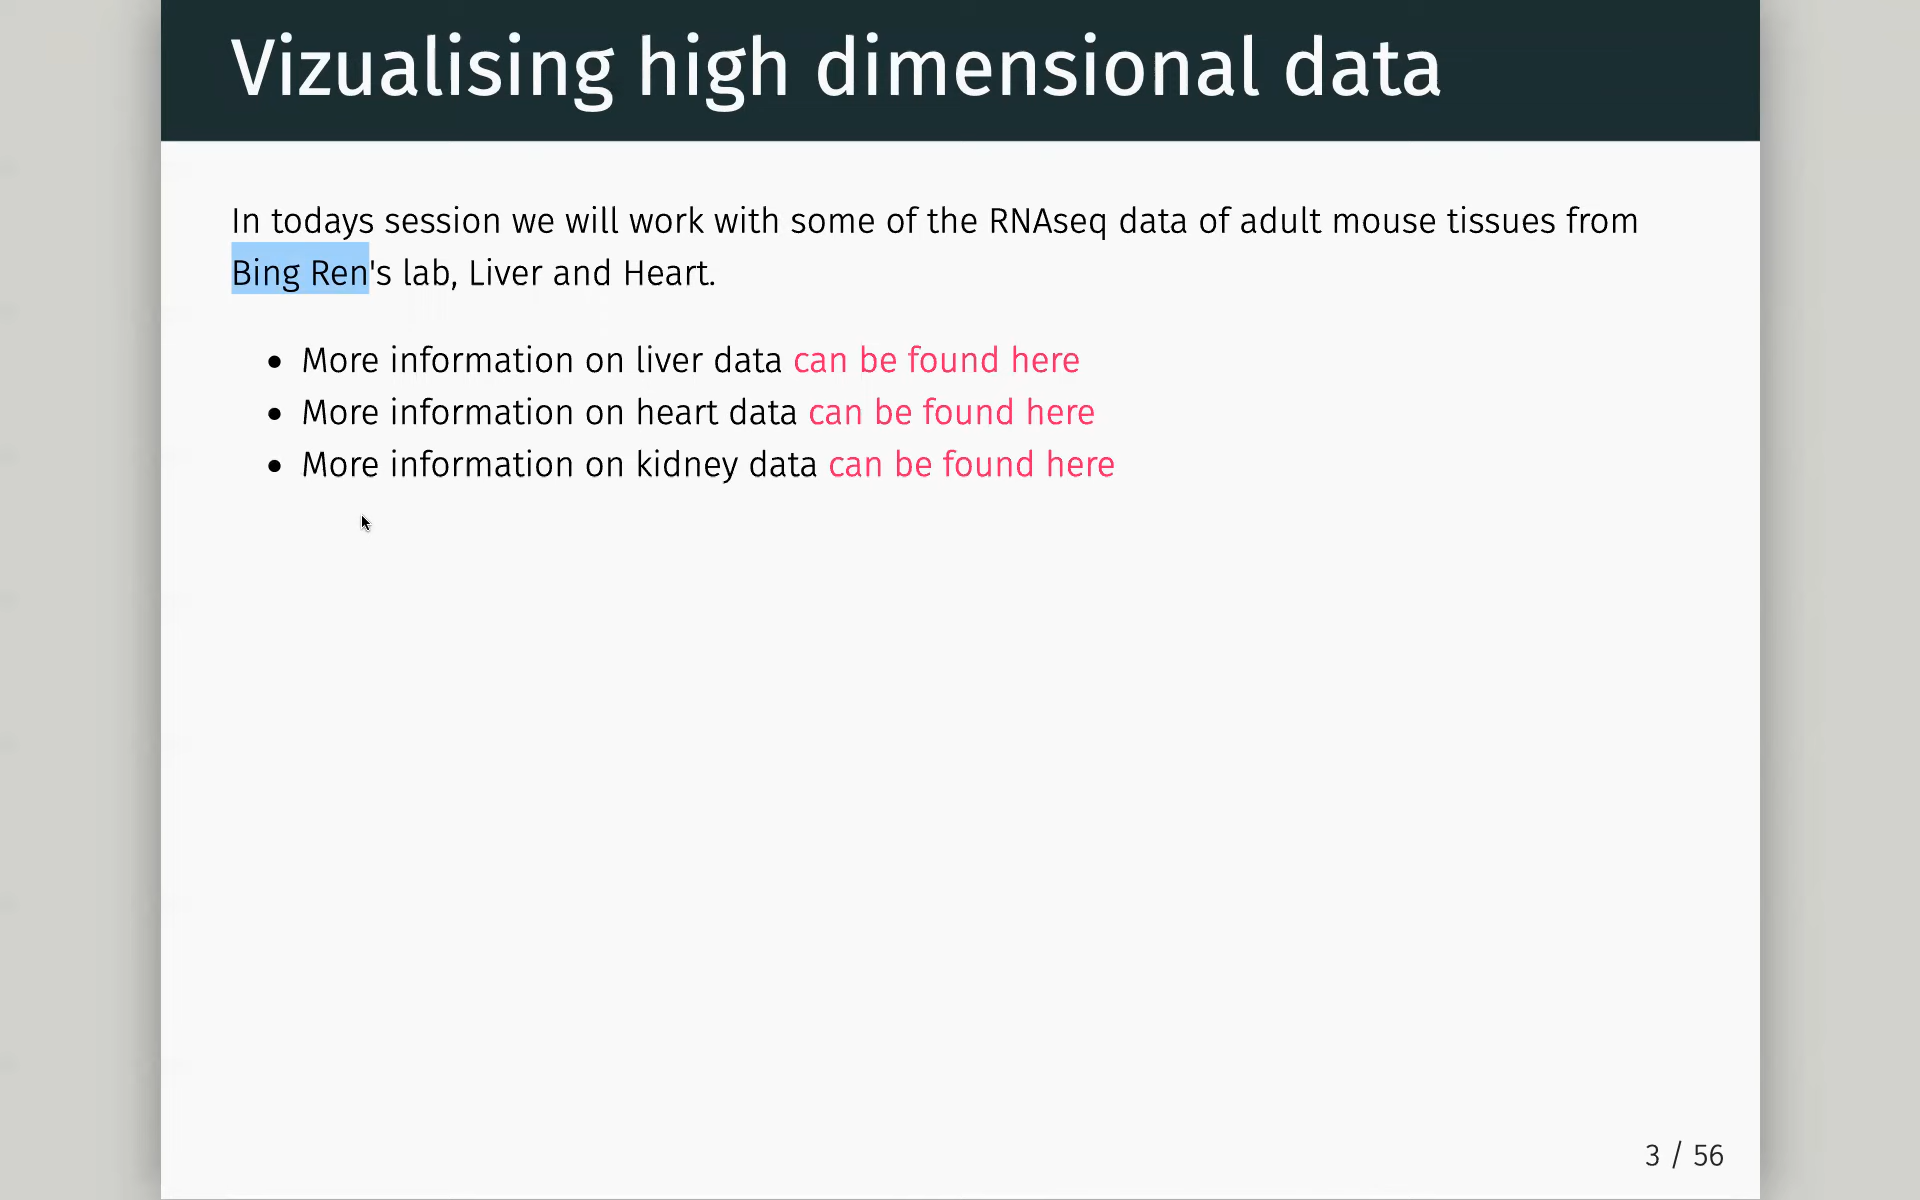 Vizualising high dimensional data
In todays session we will work with some of the RNAseq data of adult mouse tissues from
Bing Ren's lab, Liver and Heart.
• More information on liver data can be found here
• More information on heart data can be found here
• More information on kidney data can be found here
3 / 56